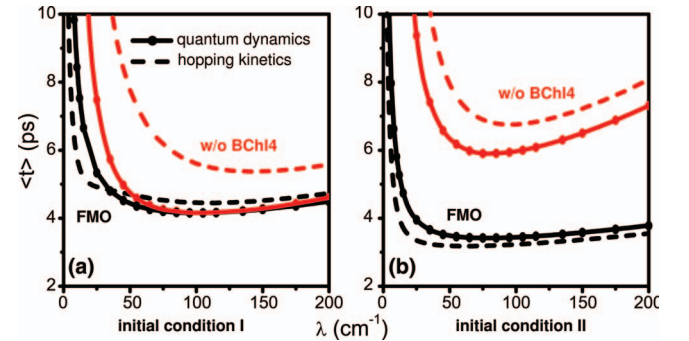 10
8
6
4
2
<t> (ps)
quantum dynamics
hopping kinetics
w/o BChl4
FMO
(a)
0 50 100 150 200
initial condition I
λ (cm⁻¹)
10
8
6
4
2
w/o BChl4
FMO
(b)
0 50 100 150 200
initial condition II